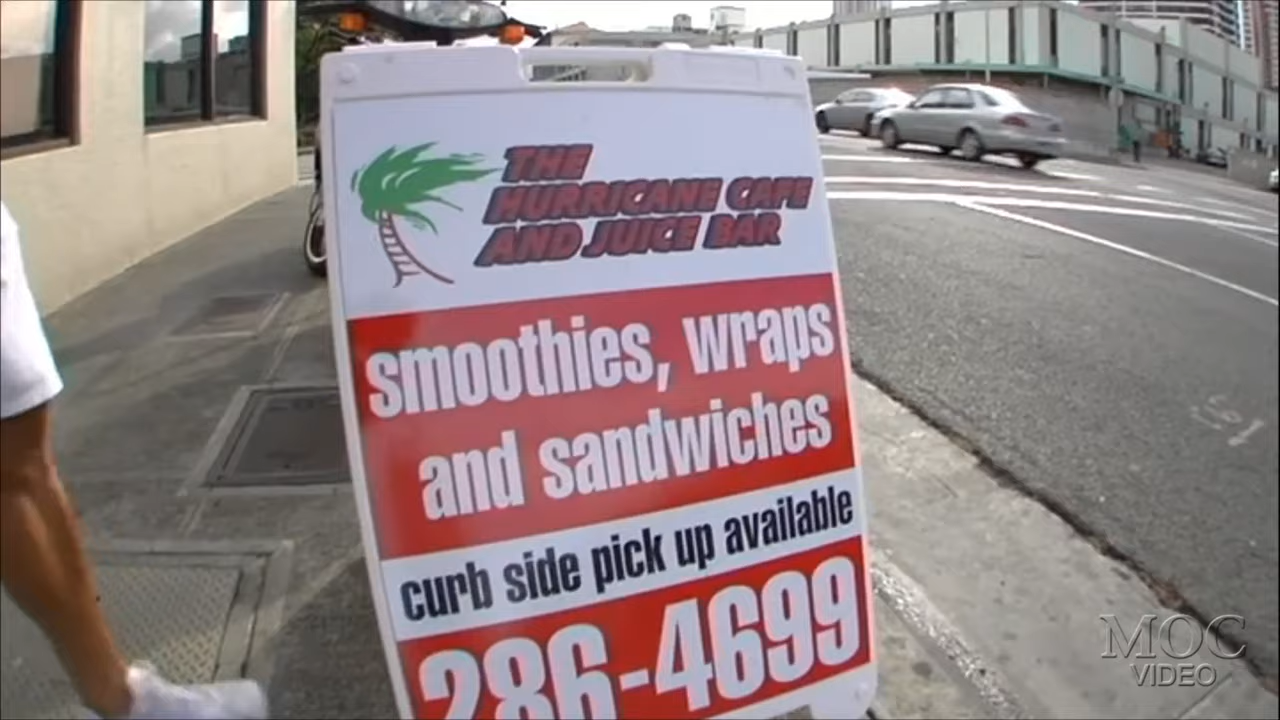 THE
HURRICANE CAFE
AND JUICE BAR
smoothies, wraps
and sandwiches
curb side pick up available
286-4699
MOC
VIDEO